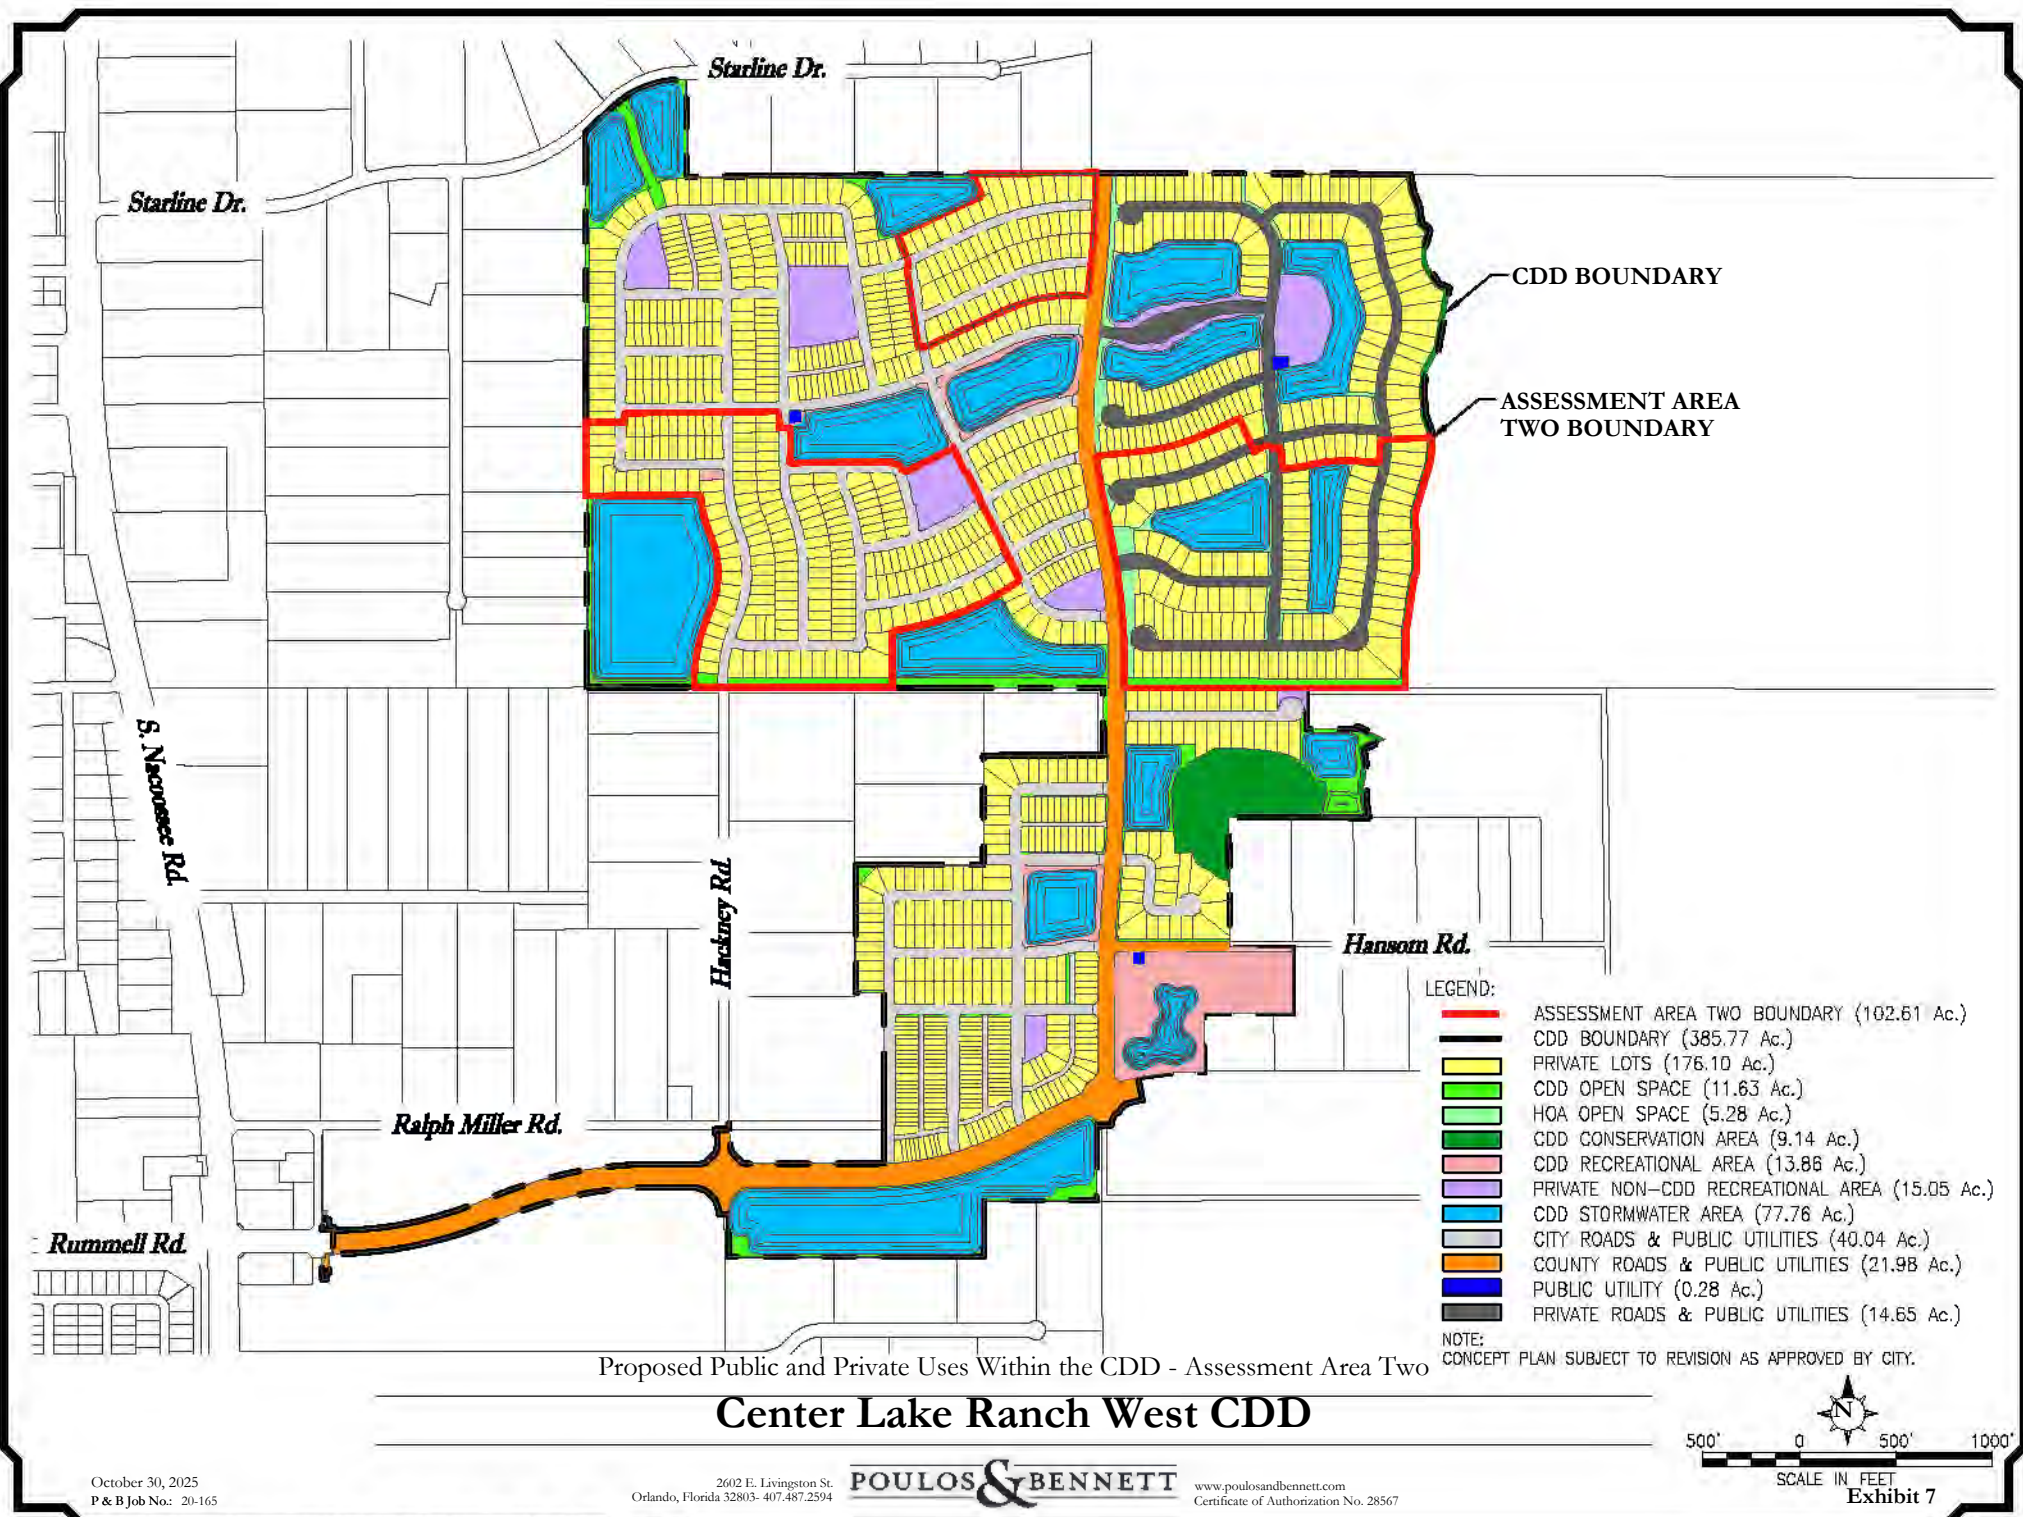 Starline Dr.
Starline Dr.
CDD BOUNDARY
ASSESSMENT AREA
TWO BOUNDARY
S. Narcoossee Rd.
Hackney Rd.
Hansom Rd.
Ralph Miller Rd.
Rummell Rd.
LEGEND:
ASSESSMENT AREA TWO BOUNDARY (102.61 Ac.)
CDD BOUNDARY (385.77 Ac.)
PRIVATE LOTS (176.10 Ac.)
CDD OPEN SPACE (11.63 Ac.)
HOA OPEN SPACE (5.28 Ac.)
CDD CONSERVATION AREA (9.14 Ac.)
CDD RECREATIONAL AREA (13.86 Ac.)
PRIVATE NON-CDD RECREATIONAL AREA (15.05 Ac.)
CDD STORMWATER AREA (77.76 Ac.)
CITY ROADS & PUBLIC UTILITIES (40.04 Ac.)
COUNTY ROADS & PUBLIC UTILITIES (21.98 Ac.)
PUBLIC UTILITY (0.28 Ac.)
PRIVATE ROADS & PUBLIC UTILITIES (14.65 Ac.)
NOTE:
CONCEPT PLAN SUBJECT TO REVISION AS APPROVED BY CITY.
Proposed Public and Private Uses Within the CDD - Assessment Area Two
Center Lake Ranch West CDD
N
500' 0 500' 1000'
SCALE IN FEET
Exhibit 7
October 30, 2025
P & B Job No.: 20-165
2602 E. Livingston St.
Orlando, Florida 32803- 407.487.2594
POULOS & BENNETT
www.poulosandbennett.com
Certificate of Authorization No. 28567